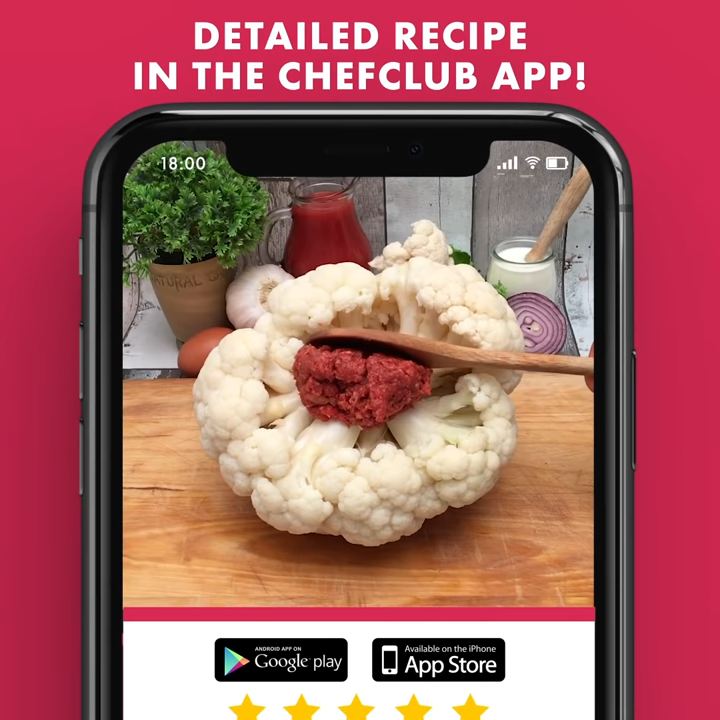 DETAILED RECIPE
IN THE CHEFCLUB APP!
18:00
NATURAL
ANDROID APP ON
Google play
Available on the iPhone
App Store